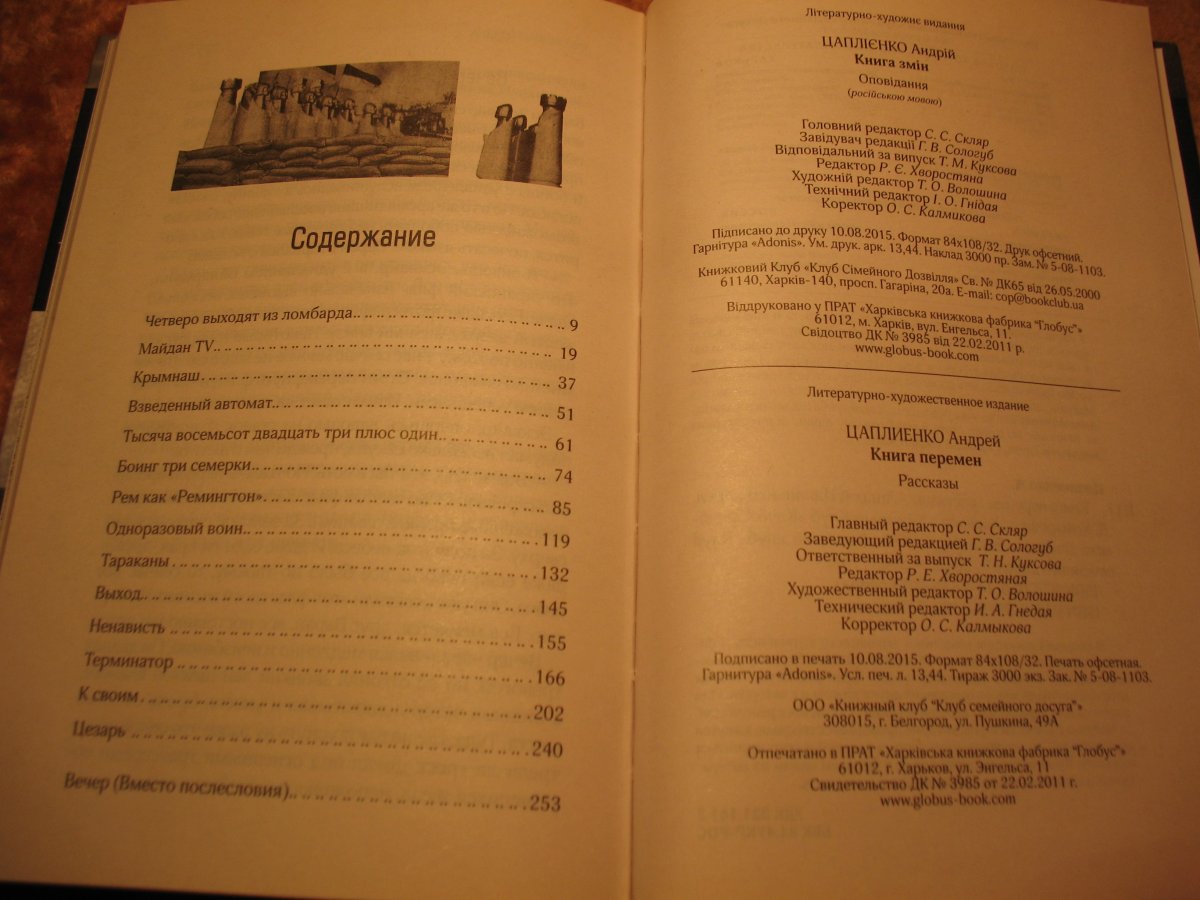 Содержание
Четверо выходят из ломбарда.. .. .. .. .. .. .. .. .. .. .. .. 9
Майдан TV.. .. .. .. .. .. .. .. .. .. .. .. .. .. .. .. .. .. 19
Крымнаш.. .. .. .. .. .. .. .. .. .. .. .. .. .. .. .. .. .. 37
Взведенный автомат.. .. .. .. .. .. .. .. .. .. .. .. .. .. .. 51
Тысяча восемьсот двадцать три плюс один.. .. .. .. .. .. .. 61
Боинг три семерки.. .. .. .. .. .. .. .. .. .. .. .. .. .. .. 74
Рем как «Ремингтон».. .. .. .. .. .. .. .. .. .. .. .. .. .. .. 85
Одноразовый воин.. .. .. .. .. .. .. .. .. .. .. .. .. .. .. .. 119
Тараканы .. .. .. .. .. .. .. .. .. .. .. .. .. .. .. .. .. .. .. 132
Выход.. .. .. .. .. .. .. .. .. .. .. .. .. .. .. .. .. .. .. .. 145
Ненависть .. .. .. .. .. .. .. .. .. .. .. .. .. .. .. .. .. .. 155
Терминатор .. .. .. .. .. .. .. .. .. .. .. .. .. .. .. .. .. .. 166
К своим.. .. .. .. .. .. .. .. .. .. .. .. .. .. .. .. .. .. .. .. 202
Цезарь .. .. .. .. .. .. .. .. .. .. .. .. .. .. .. .. .. .. .. .. 240
Вечер (Вместо послесловия).. .. .. .. .. .. .. .. .. .. .. .. 253
Літературно-художнє видання
ЦАПЛІЄНКО Андрій
Книга змін
Оповідання
(російською мовою)
Головний редактор С. С. Скляр
Завідувач редакції Г. В. Сологуб
Відповідальний за випуск Т. М. Куксова
Редактор Р. Є. Хворостяна
Художній редактор Т. О. Волошина
Технічний редактор І. О. Гнідая
Коректор О. С. Калмикова
Підписано до друку 10.08.2015. Формат 84x108/32. Друк офсетний.
Гарнітура «Adonis». Ум. друк. арк. 13,44. Наклад 3000 пр. Зам. № 5-08-1103.
Книжковий Клуб «Клуб Сімейного Дозвілля» Св. № ДК65 від 26.05.2000
61140, Харків-140, просп. Гагаріна, 20а. E-mail: cop@bookclub.ua
Віддруковано у ПРАТ «Харківська книжкова фабрика “Глобус”»
61012, м. Харків, вул. Енгельса, 11.
Свідоцтво ДК № 3985 від 22.02.2011 р.
www.globus-book.com
Литературно-художественное издание
ЦАПЛИЕНКО Андрей
Книга перемен
Рассказы
Главный редактор С. С. Скляр
Заведующий редакцией Г. В. Сологуб
Ответственный за выпуск Т. Н. Куксова
Редактор Р. Е. Хворостяная
Художественный редактор Т. О. Волошина
Технический редактор И. А. Гнедая
Корректор О. С. Калмыкова
Подписано в печать 10.08.2015. Формат 84x108/32. Печать офсетная.
Гарнитура «Adonis». Усл. печ. л. 13,44. Тираж 3000 экз. Зак. № 5-08-1103.
ООО «Книжный клуб “Клуб семейного досуга”»
308015, г. Белгород, ул. Пушкина, 49А
Отпечатано в ПРАТ «Харківська книжкова фабрика “Глобус”»
61012, г. Харьков, ул. Энгельса, 11
Свидетельство ДК № 3985 от 22.02.2011 г.
www.globus-book.com